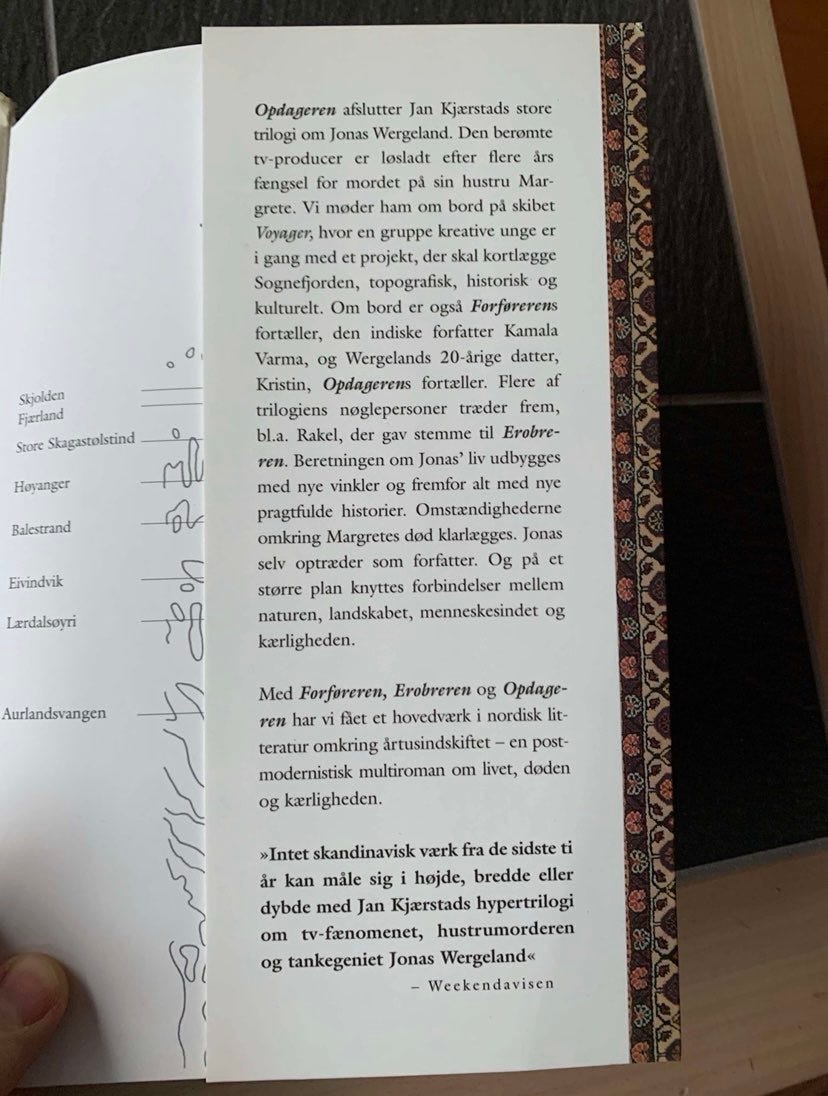 Skjolden
Fjærland
Store Skagastølstind
Høyanger
Balestrand
Eivindvik
Lærdalsøyri
Aurlandsvangen
Opdageren afslutter Jan Kjærstads store
trilogi om Jonas Wergeland. Den berømte
tv-producer er løsladt efter flere års
fængsel for mordet på sin hustru Mar-
grete. Vi møder ham om bord på skibet
Voyager, hvor en gruppe kreative unge er
i gang med et projekt, der skal kortlægge
Sognefjorden, topografisk, historisk og
kulturelt. Om bord er også Forførerens
fortæller, den indiske forfatter Kamala
Varma, og Wergelands 20-årige datter,
Kristin, Opdagerens fortæller. Flere af
trilogiens nøglepersoner træder frem,
bl.a. Rakel, der gav stemme til Erobre-
ren. Beretningen om Jonas' liv udbygges
med nye vinkler og fremfor alt med nye
pragtfulde historier. Omstændighederne
omkring Margretes død klarlægges. Jonas
selv optræder som forfatter. Og på et
større plan knyttes forbindelser mellem
naturen, landskabet, menneskesindet og
kærligheden.
Med Forføreren, Erobreren og Opdage-
ren har vi fået et hovedværk i nordisk lit-
teratur omkring årtusindskiftet – en post-
modernistisk multiroman om livet, døden
og kærligheden.
»Intet skandinavisk værk fra de sidste ti
år kan måle sig i højde, bredde eller
dybde med Jan Kjærstads hypertrilogi
om tv-fænomenet, hustrumorderen
og tankegeniet Jonas Wergeland«
– Weekendavisen